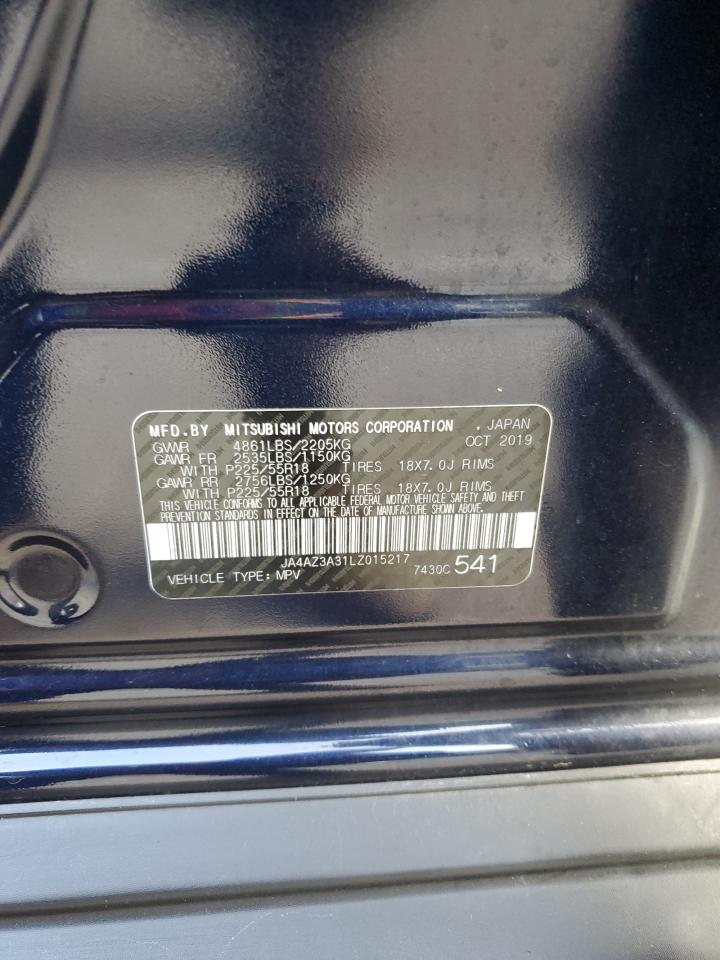 MFD.BY MITSUBISHI MOTORS CORPORATION . JAPAN
GVWR 4861LBS/2205KG OCT 2019
GAWR FR 2535LBS/1150KG
WITH P225/55R18 TIRES 18X7.0J RIMS
GAWR RR 2756LBS/1250KG
WITH P225/55R18 TIRES 18X7.0J RIMS
THIS VEHICLE CONFORMS TO ALL APPLICABLE FEDERAL MOTOR VEHICLE SAFETY AND THEFT
PREVENTION STANDARDS IN EFFECT ON THE DATE OF MANUFACTURE SHOWN ABOVE.
JA4AZ3A31LZ015217
VEHICLE TYPE: MPV 7430C 541